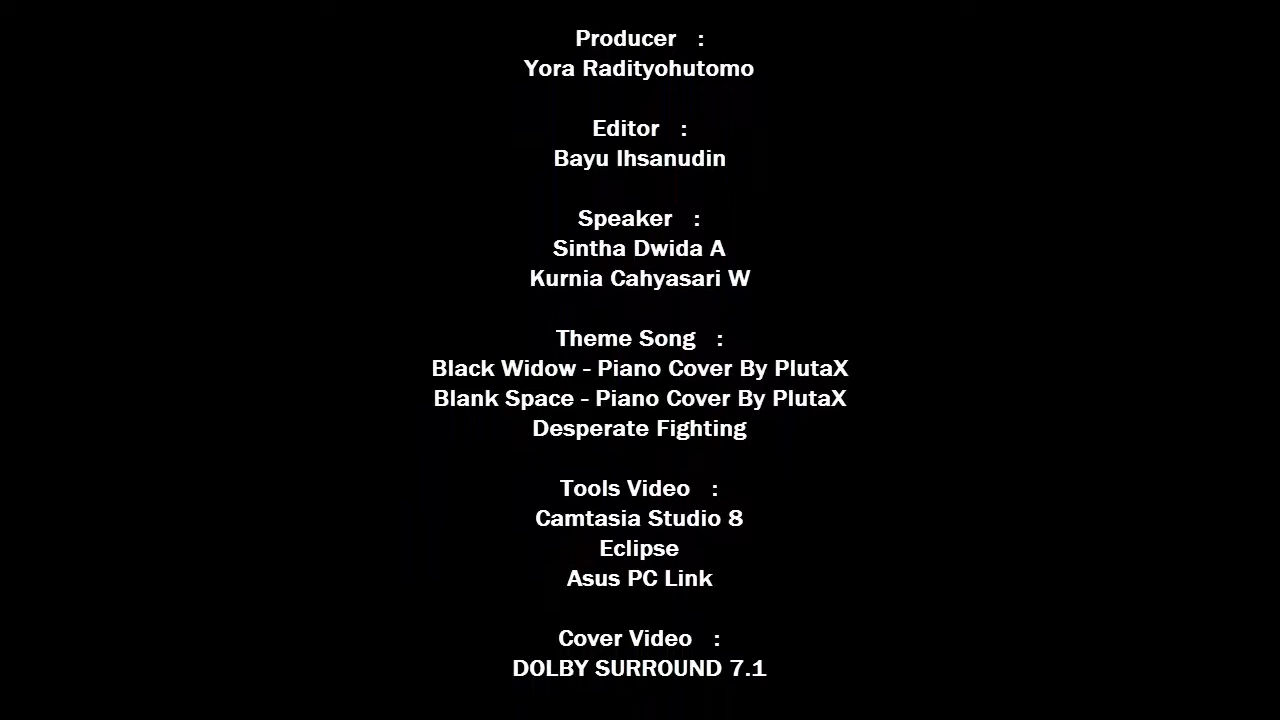 Producer :
Yora Radityohutomo
Editor :
Bayu Ihsanudin
Speaker :
Sintha Dwida A
Kurnia Cahyasari W
Theme Song :
Black Widow - Piano Cover By PlutaX
Blank Space - Piano Cover By PlutaX
Desperate Fighting
Tools Video :
Camtasia Studio 8
Eclipse
Asus PC Link
Cover Video :
DOLBY SURROUND 7.1